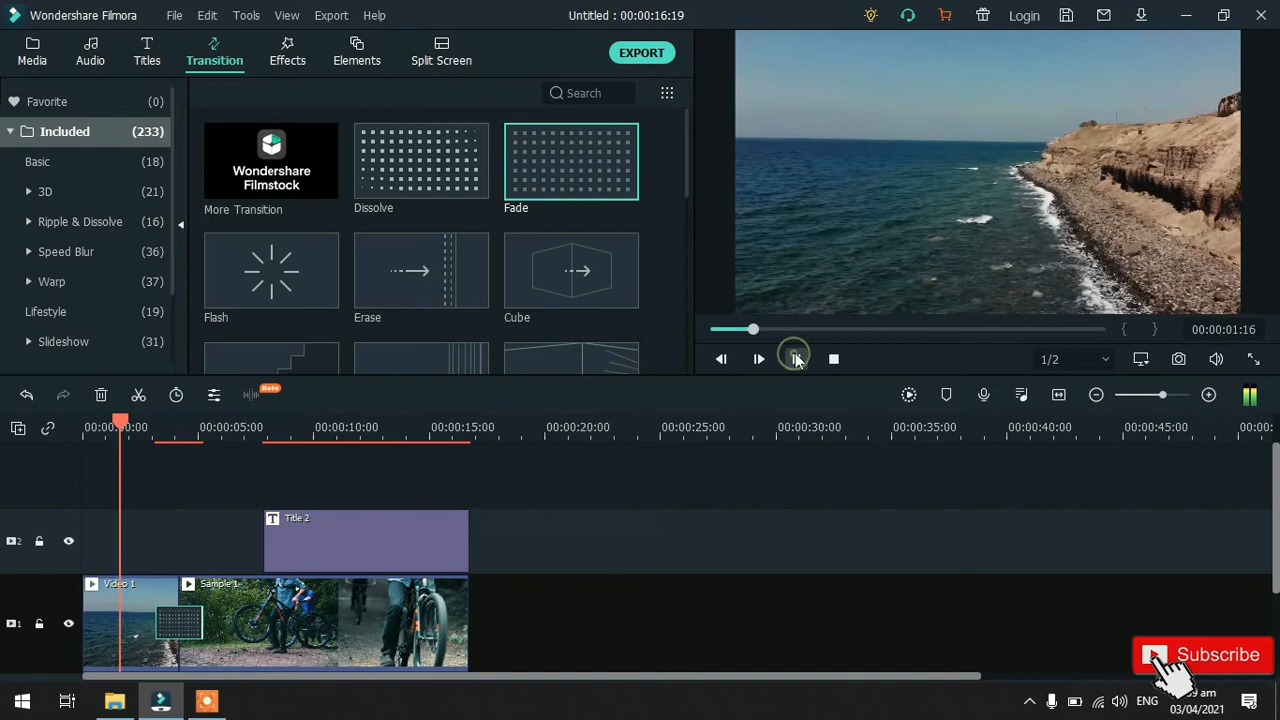 Wondershare Filmora File Edit Tools View Export Help Untitled : 00:00:16:19 Login
Media Audio Titles Transition Effects Elements Split Screen EXPORT
Favorite (0)
Included (233)
Basic (18)
3D (21)
Ripple & Dissolve (16)
Speed Blur (36)
Warp (37)
Lifestyle (19)
Slideshow (31)
Search
Wondershare
Filmstock
More Transition Dissolve Fade
Flash Erase Cube
00:00:01:16
1/2
Beta
00:00:05:00 00:00:10:00 00:00:15:00 00:00:20:00 00:00:25:00 00:00:30:00 00:00:35:00 00:00:40:00 00:00:45:00
T Title 2
2
Video 1 Sample 1
1
Subscribe
ENG
03/04/2021